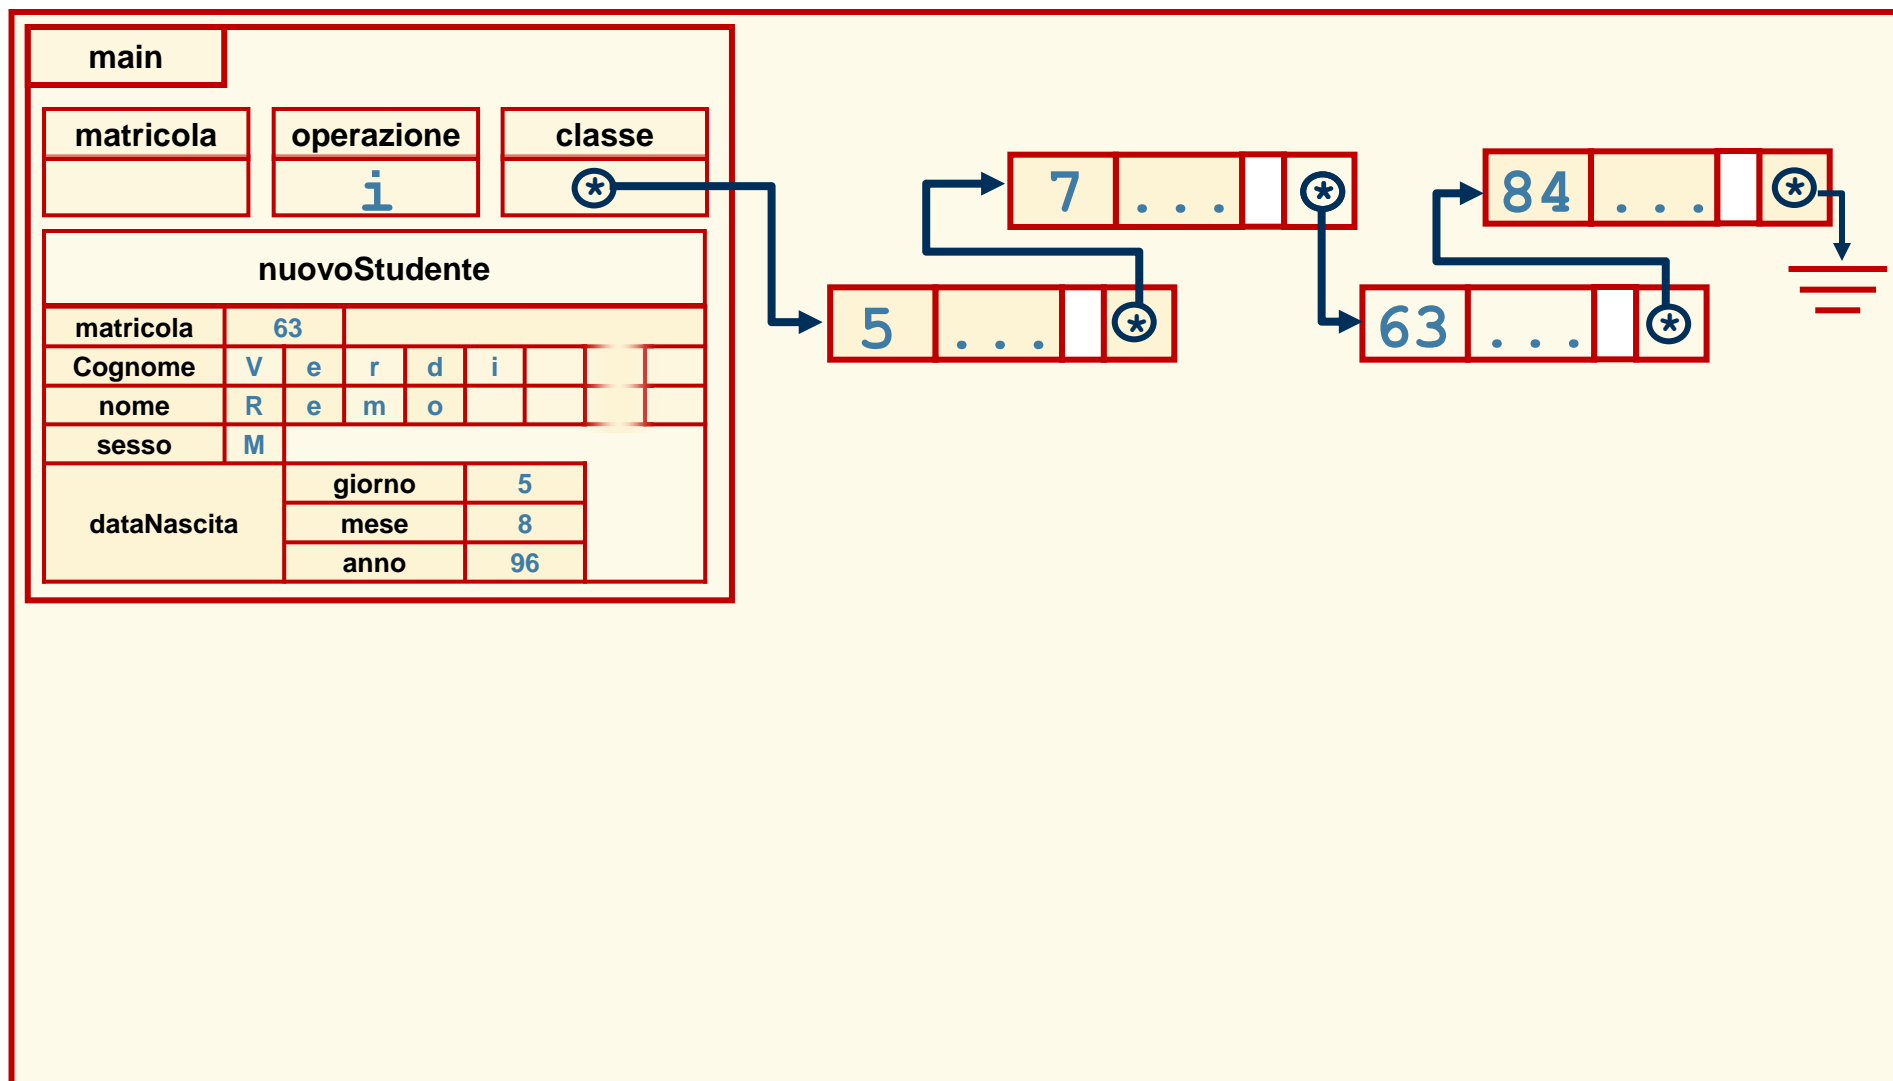 main
matricola operazione classe
i *
nuovoStudente
matricola 63
Cognome V e r d i
nome R e m o
sesso M
dataNascita
giorno 5
mese 8
anno 96
7 . . . *
84 . . . *
5 . . . *
63 . . . *